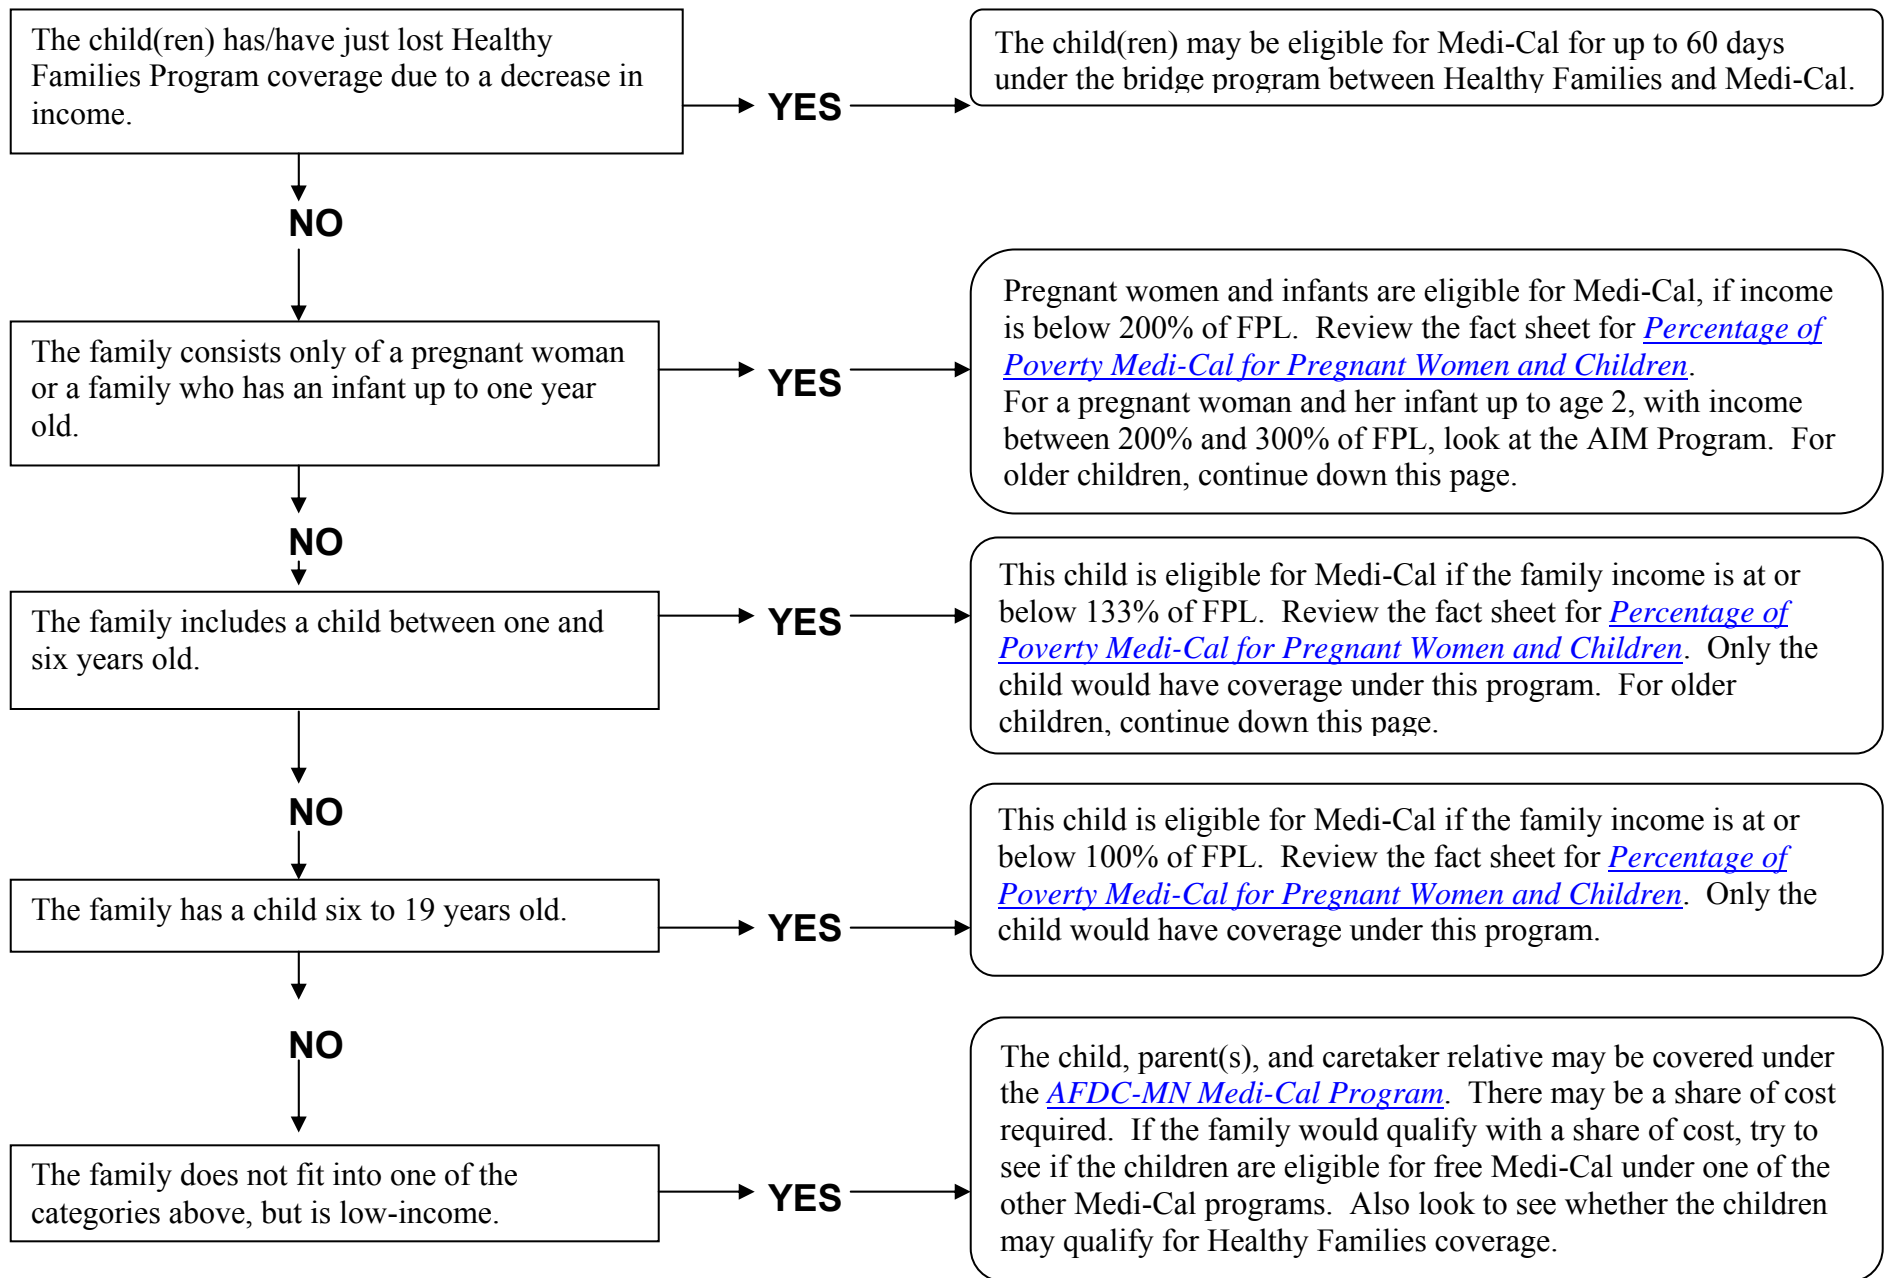 The child(ren) has/have just lost Healthy
Families Program coverage due to a decrease in
income.
YES
The child(ren) may be eligible for Medi-Cal for up to 60 days
under the bridge program between Healthy Families and Medi-Cal.
NO
The family consists only of a pregnant woman
or a family who has an infant up to one year
old.
YES
Pregnant women and infants are eligible for Medi-Cal, if income
is below 200% of FPL.  Review the fact sheet for Percentage of
Poverty Medi-Cal for Pregnant Women and Children.
For a pregnant woman and her infant up to age 2, with income
between 200% and 300% of FPL, look at the AIM Program.  For
older children, continue down this page.
NO
The family includes a child between one and
six years old.
YES
This child is eligible for Medi-Cal if the family income is at or
below 133% of FPL.  Review the fact sheet for Percentage of
Poverty Medi-Cal for Pregnant Women and Children.  Only the
child would have coverage under this program.  For older
children, continue down this page.
NO
The family has a child six to 19 years old.
YES
This child is eligible for Medi-Cal if the family income is at or
below 100% of FPL.  Review the fact sheet for Percentage of
Poverty Medi-Cal for Pregnant Women and Children.  Only the
child would have coverage under this program.
NO
The family does not fit into one of the
categories above, but is low-income.
YES
The child, parent(s), and caretaker relative may be covered under
the AFDC-MN Medi-Cal Program.  There may be a share of cost
required.  If the family would qualify with a share of cost, try to
see if the children are eligible for free Medi-Cal under one of the
other Medi-Cal programs.  Also look to see whether the children
may qualify for Healthy Families coverage.